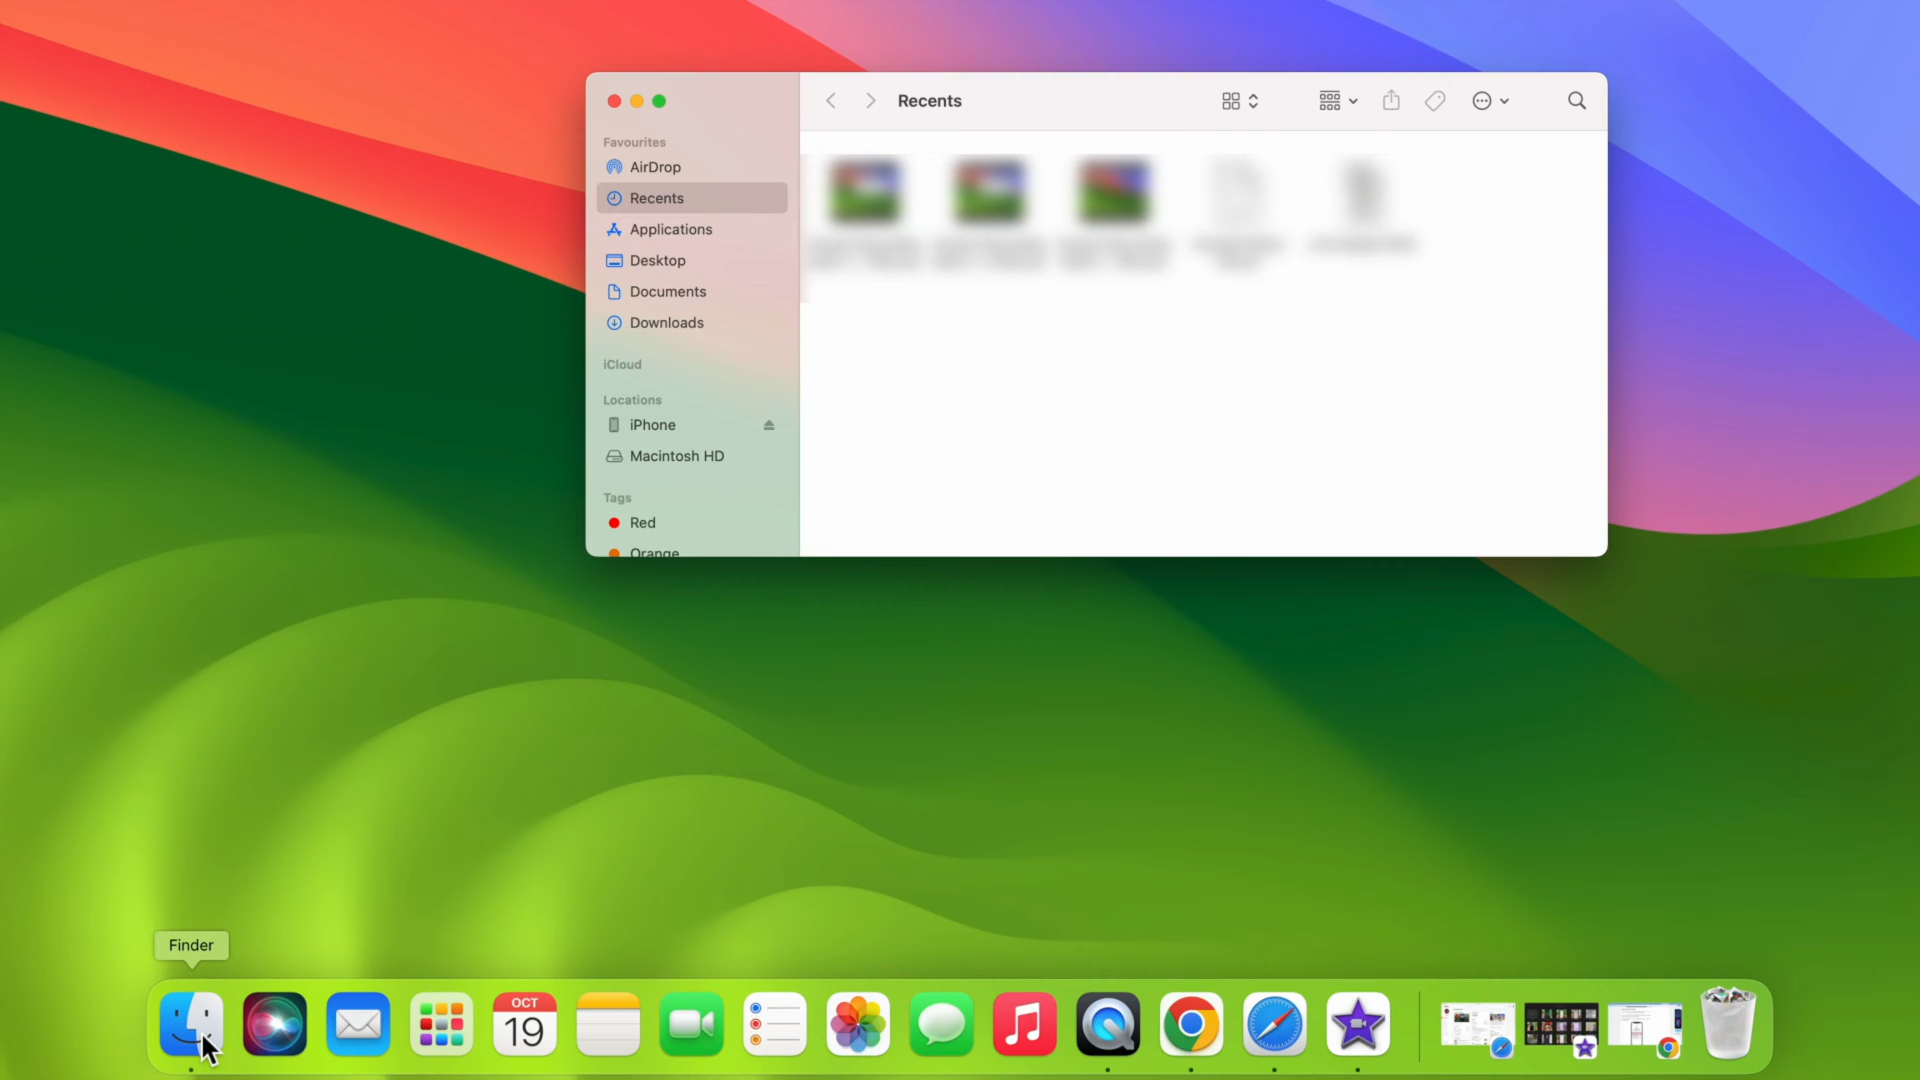 Recents
Favourites
AirDrop
Recents
Applications
Desktop
Documents
Downloads
iCloud
Locations
iPhone
Macintosh HD
Tags
Red
Orange
Finder
OCT
19